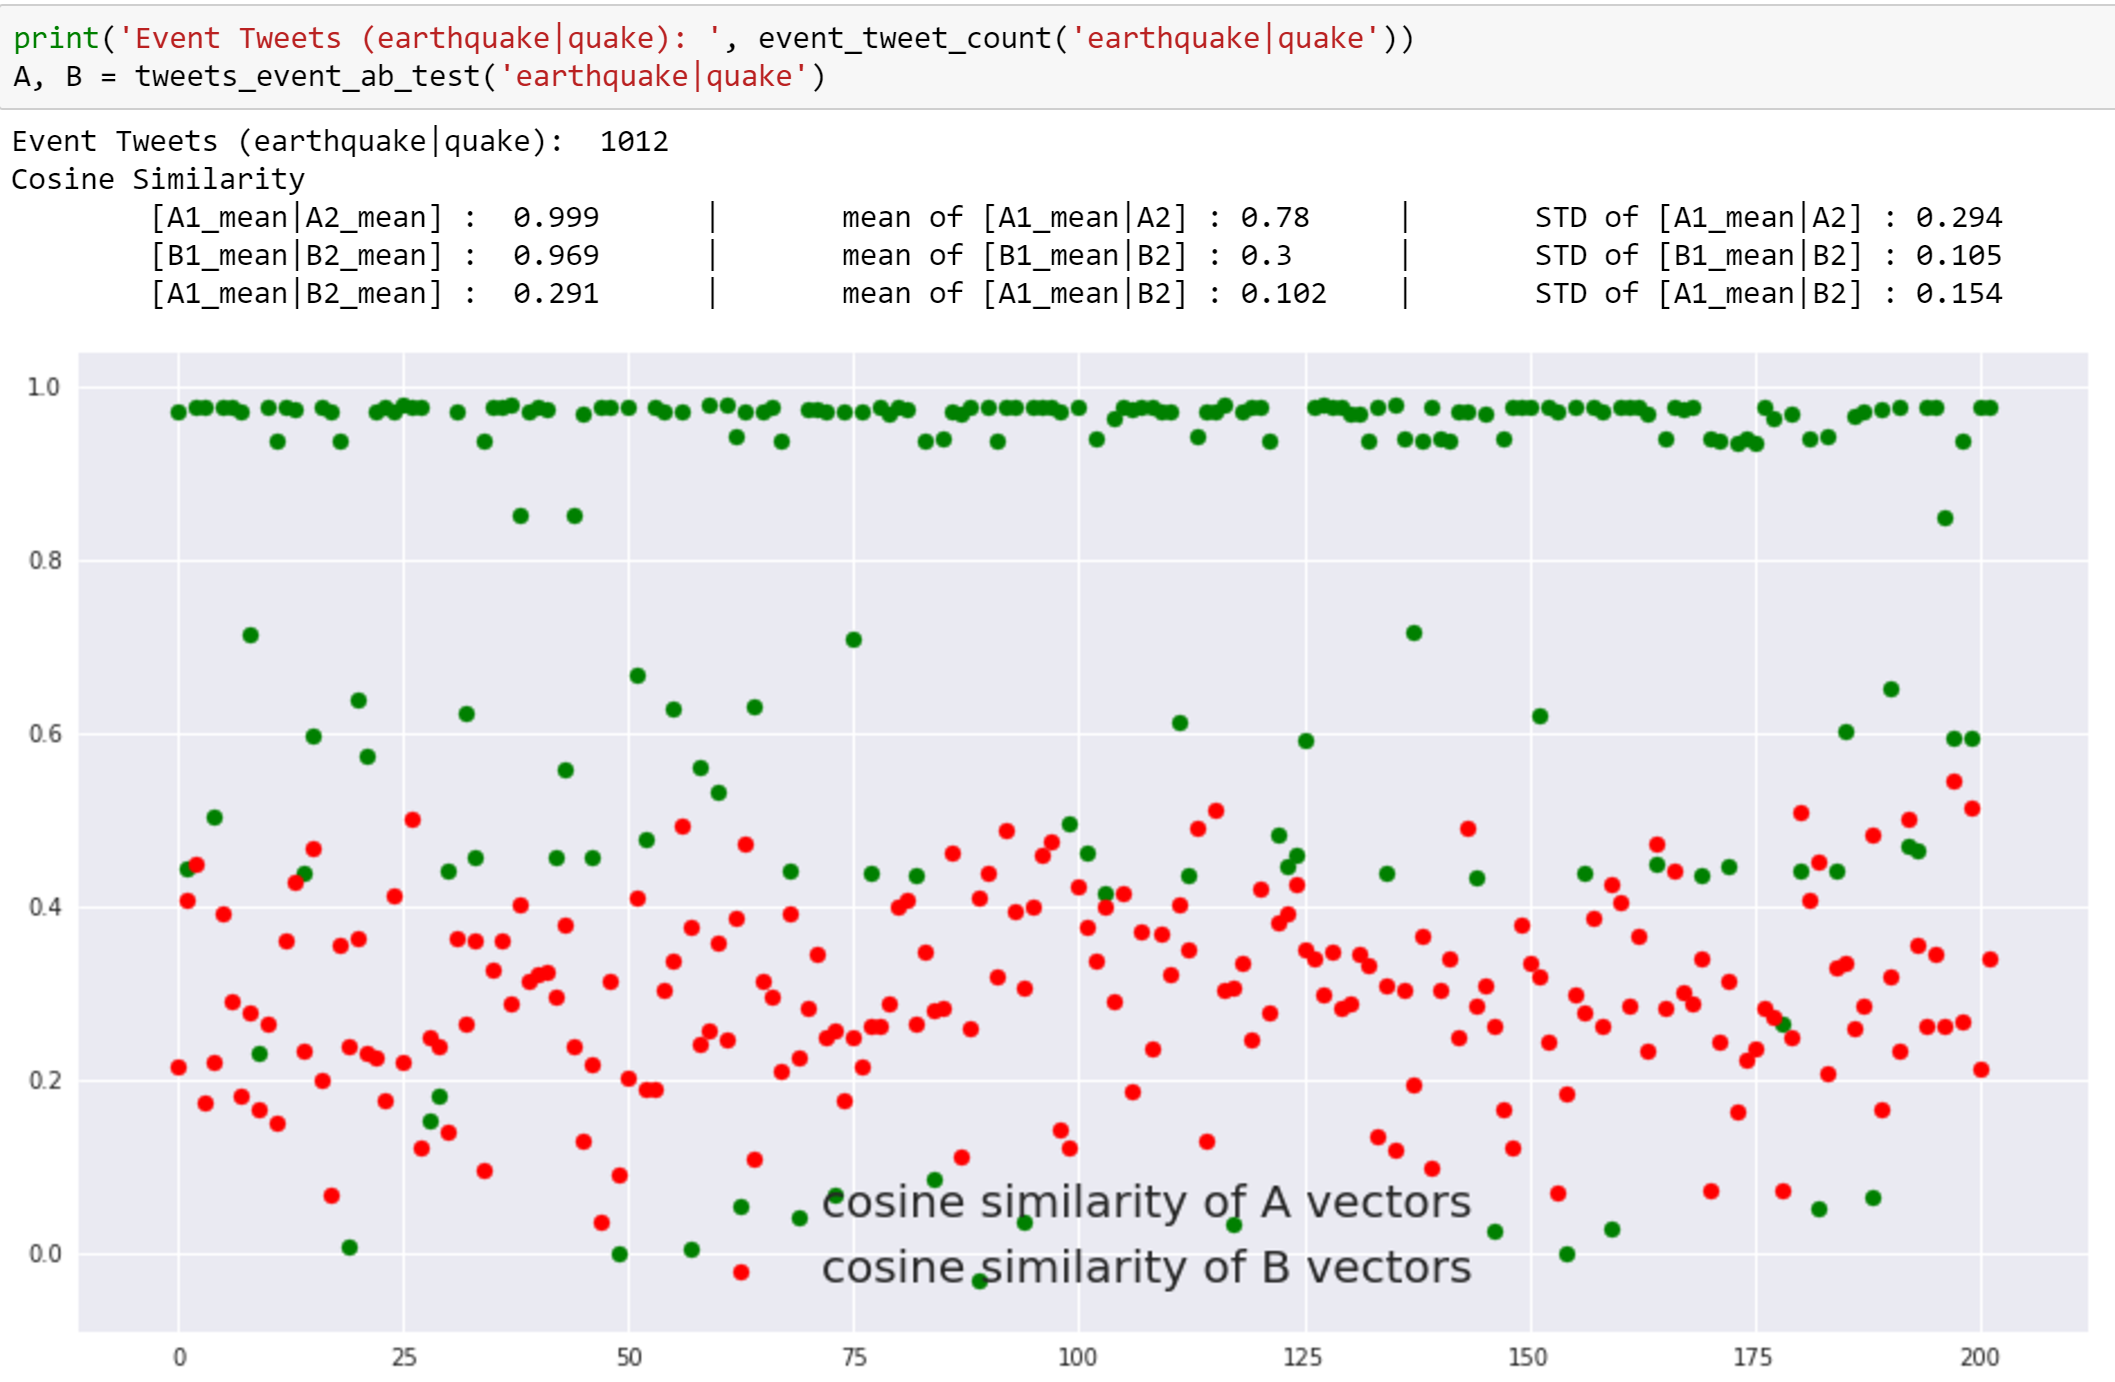 print('Event Tweets (earthquake|quake): ', event_tweet_count('earthquake|quake'))
A, B = tweets_event_ab_test('earthquake|quake')
Event Tweets (earthquake|quake):  1012
Cosine Similarity
[A1_mean|A2_mean] :  0.999 | mean of [A1_mean|A2] : 0.78 | STD of [A1_mean|A2] : 0.294
[B1_mean|B2_mean] :  0.969 | mean of [B1_mean|B2] : 0.3 | STD of [B1_mean|B2] : 0.105
[A1_mean|B2_mean] :  0.291 | mean of [A1_mean|B2] : 0.102 | STD of [A1_mean|B2] : 0.154
1.0
0.8
0.6
0.4
0.2
cosine similarity of A vectors
0.0
cosine similarity of B vectors
0 25 50 75 100 125 150 175 200